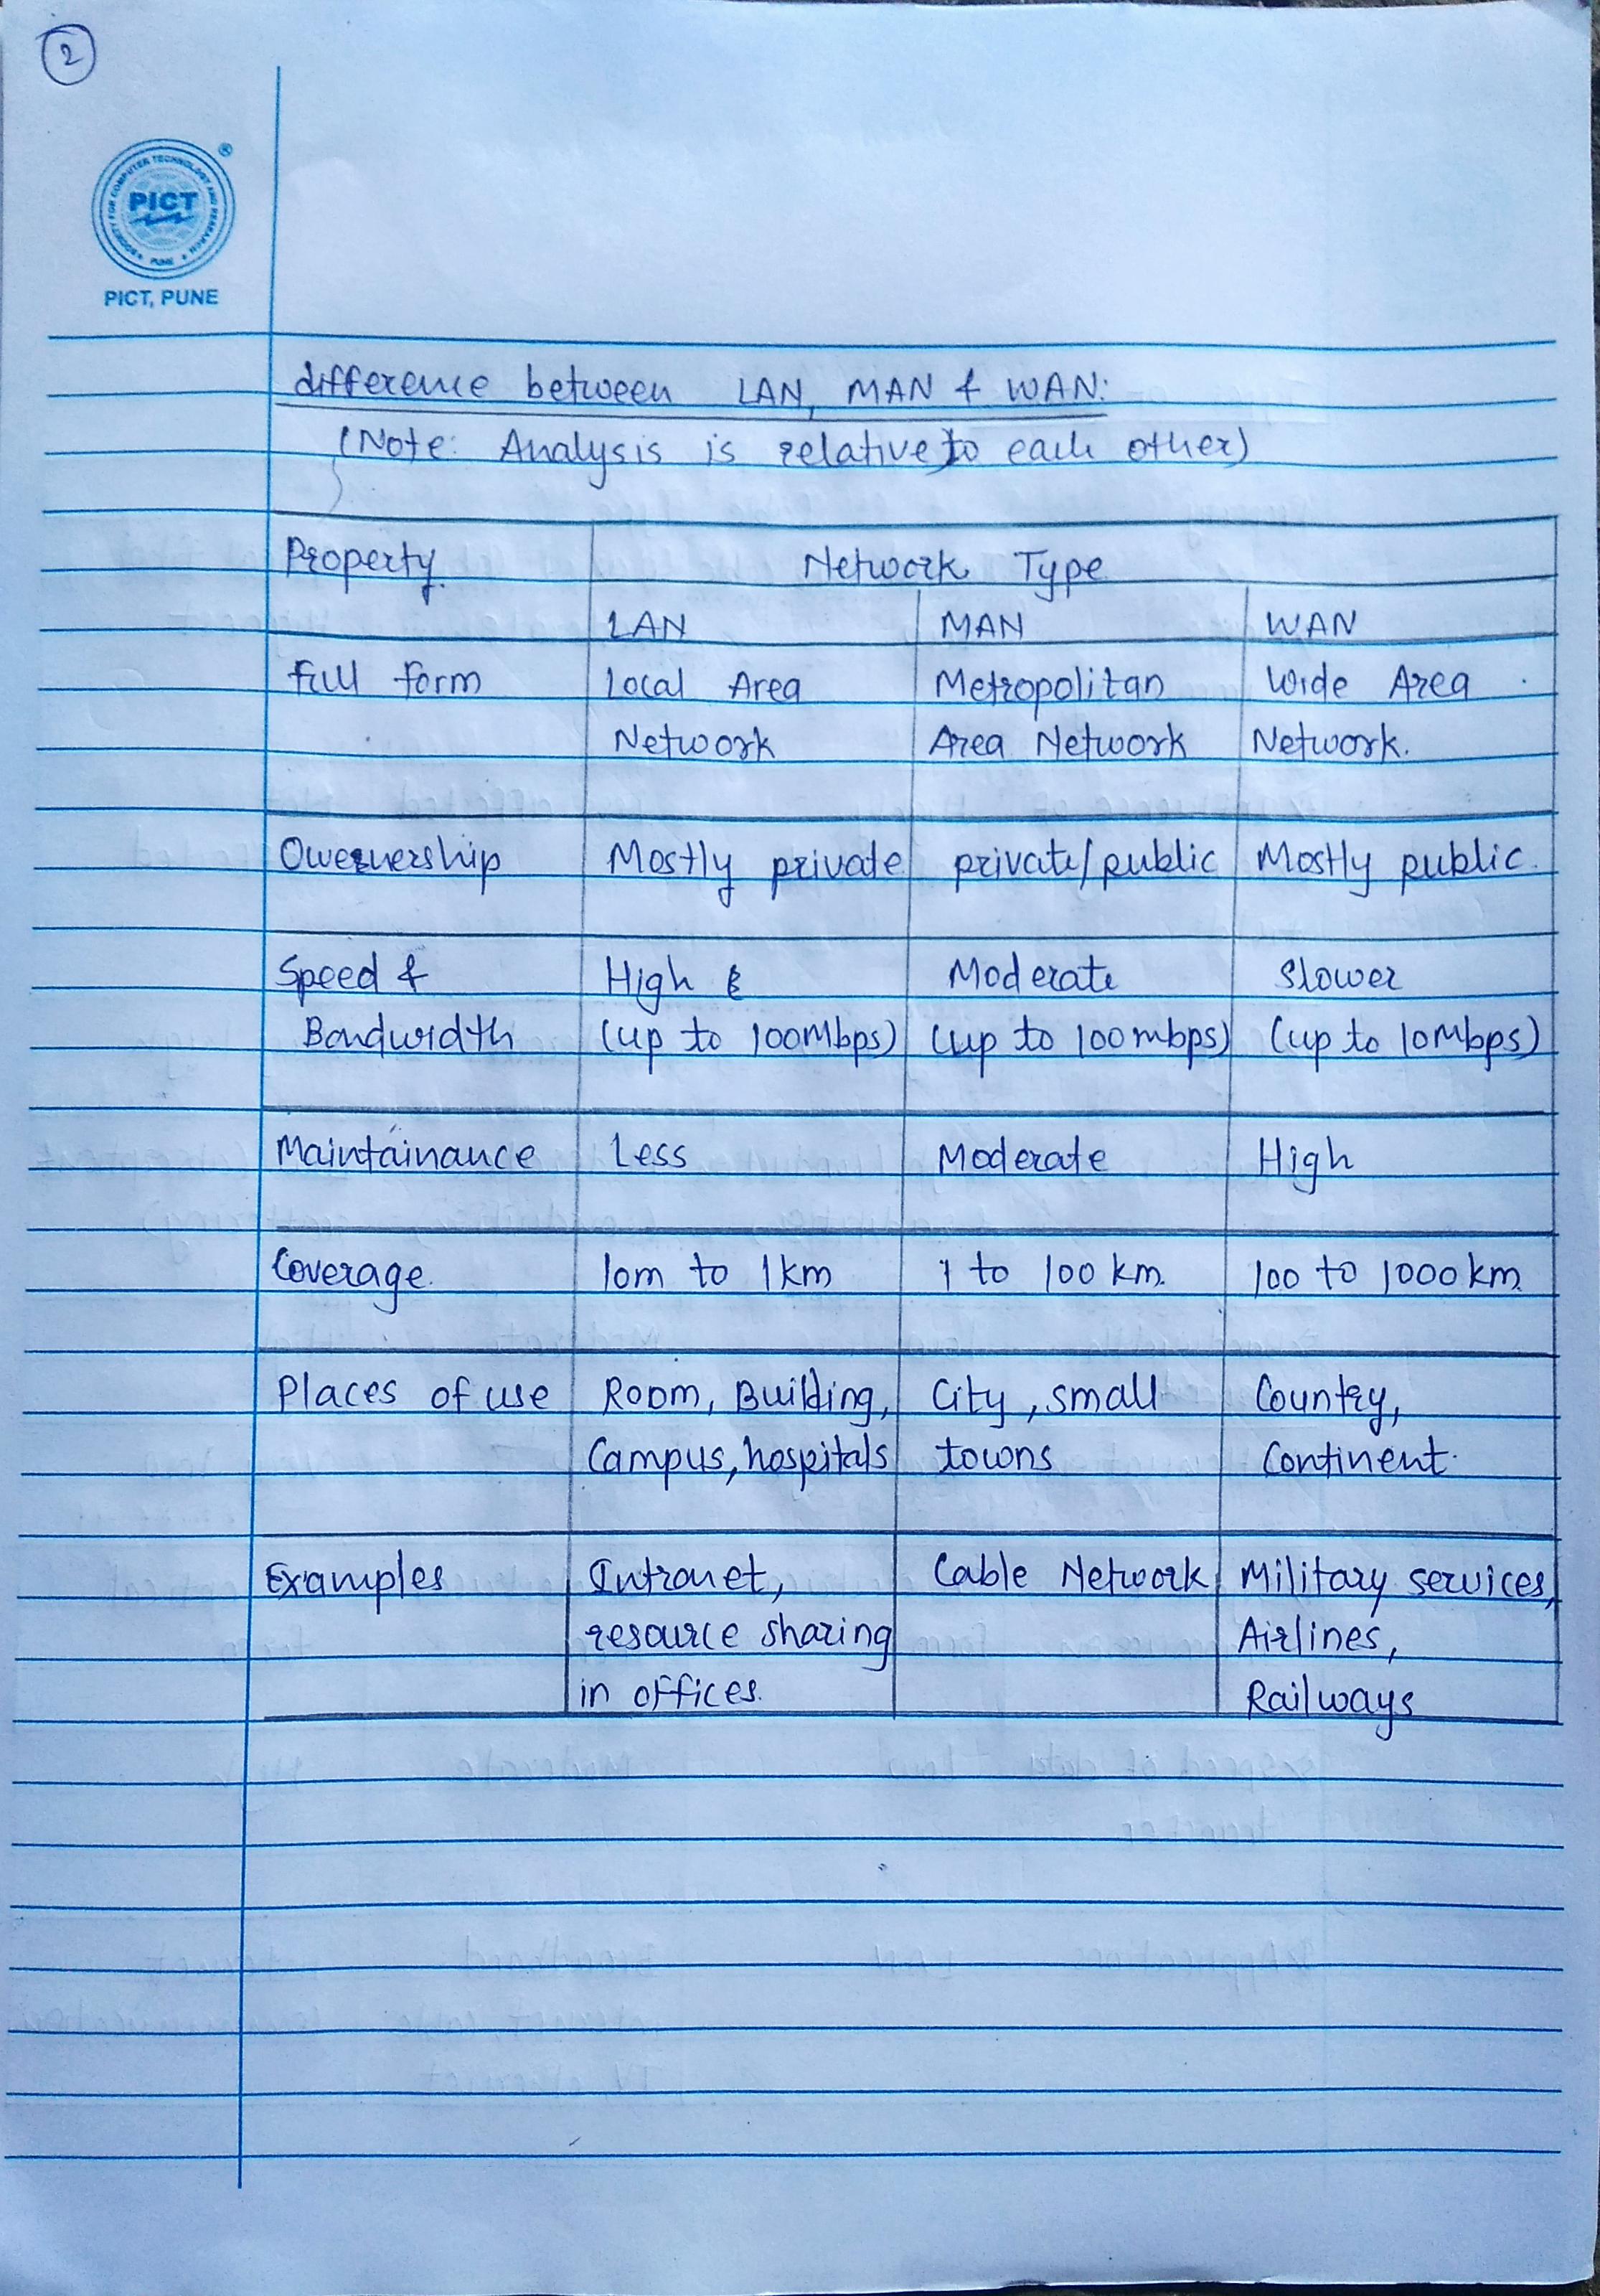 2
®
SOCIETY FOR COMPUTER TECHNOLOGY AND RESEARCH
PICT
PUNE
PICT, PUNE
difference between LAN, MAN & WAN:
(Note: Analysis is relative to each other)
Property. Network Type
LAN MAN WAN
full form Local Area Metropolitan Wide Area
Network Area Network Network.
Owernership Mostly private private/public Mostly public.
Speed & High & Moderate Slower
Bandwidth (up to 100Mbps) (up to 100mbps) (up to 10Mbps)
Maintainance Less Moderate High
Coverage. 10m to 1km 1 to 100 km. 100 to 1000 km.
Places of use Room, Building, City, small Country,
Campus, hospitals towns Continent.
Examples Intranet, Cable Network Military services,
resource sharing Airlines,
in offices. Railways